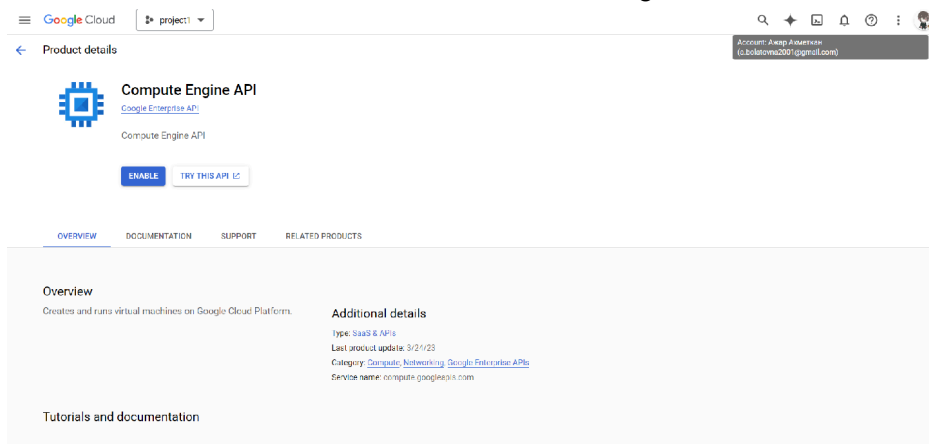 Google Cloud
project1
Product details
Account: Ажар Ахметкан
(a.bolatovna2001@gmail.com)
Compute Engine API
Google Enterprise API
Compute Engine API
ENABLE
TRY THIS API
OVERVIEW
DOCUMENTATION
SUPPORT
RELATED PRODUCTS
Overview
Creates and runs virtual machines on Google Cloud Platform.
Additional details
Type: SaaS & APIs
Last product update: 3/24/23
Category: Compute, Networking, Google Enterprise APIs
Service name: compute.googleapis.com
Tutorials and documentation